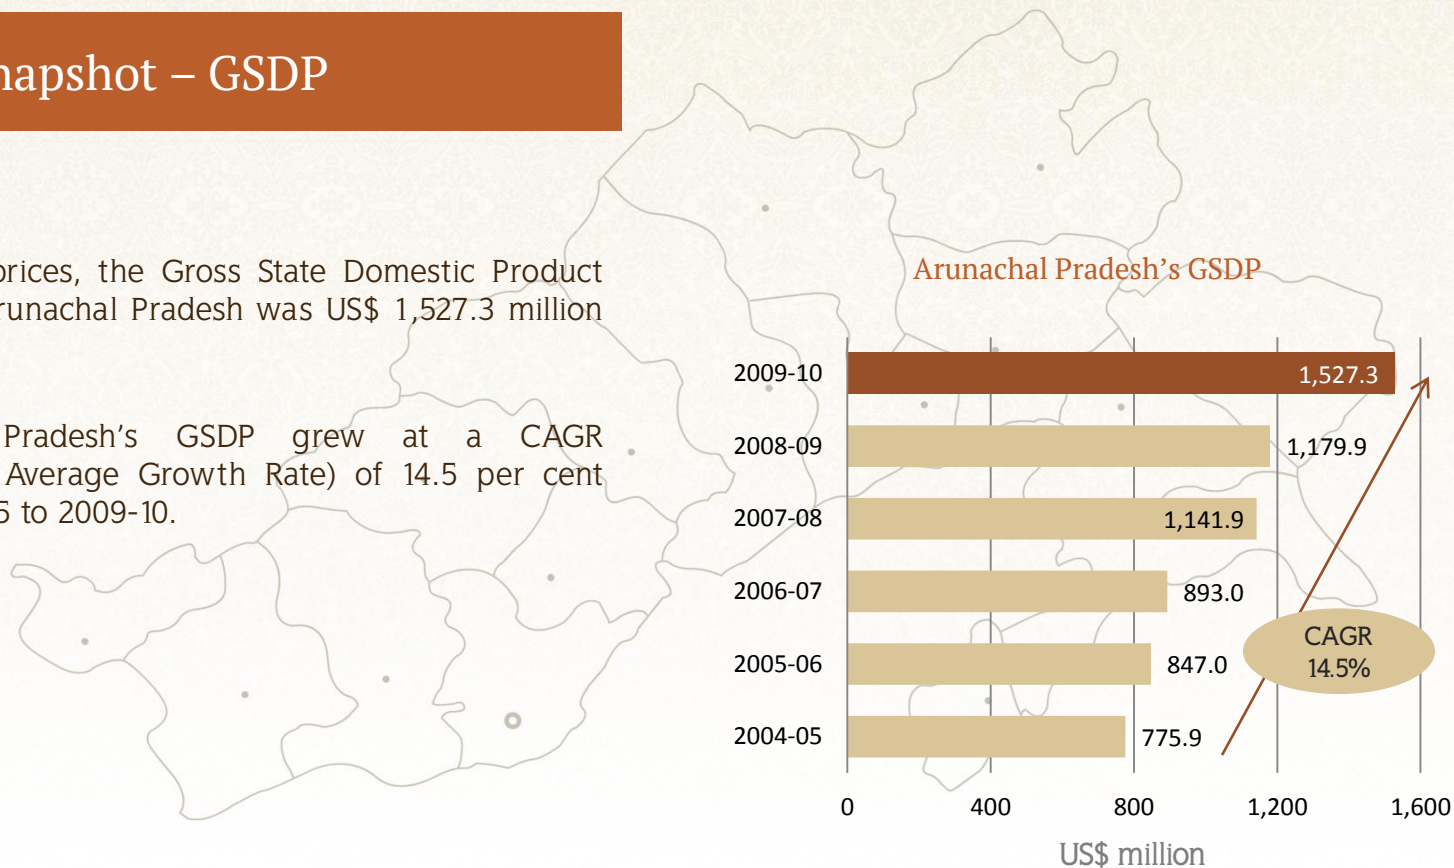 napshot – GSDP
prices, the Gross State Domestic Product
runachal Pradesh was US$ 1,527.3 million
Pradesh's GSDP grew at a CAGR
Average Growth Rate) of 14.5 per cent
5 to 2009-10.
Arunachal Pradesh's GSDP
2009-10 1,527.3
2008-09 1,179.9
2007-08 1,141.9
2006-07 893.0
2005-06 847.0
2004-05 775.9
CAGR
14.5%
0 400 800 1,200 1,600
US$ million